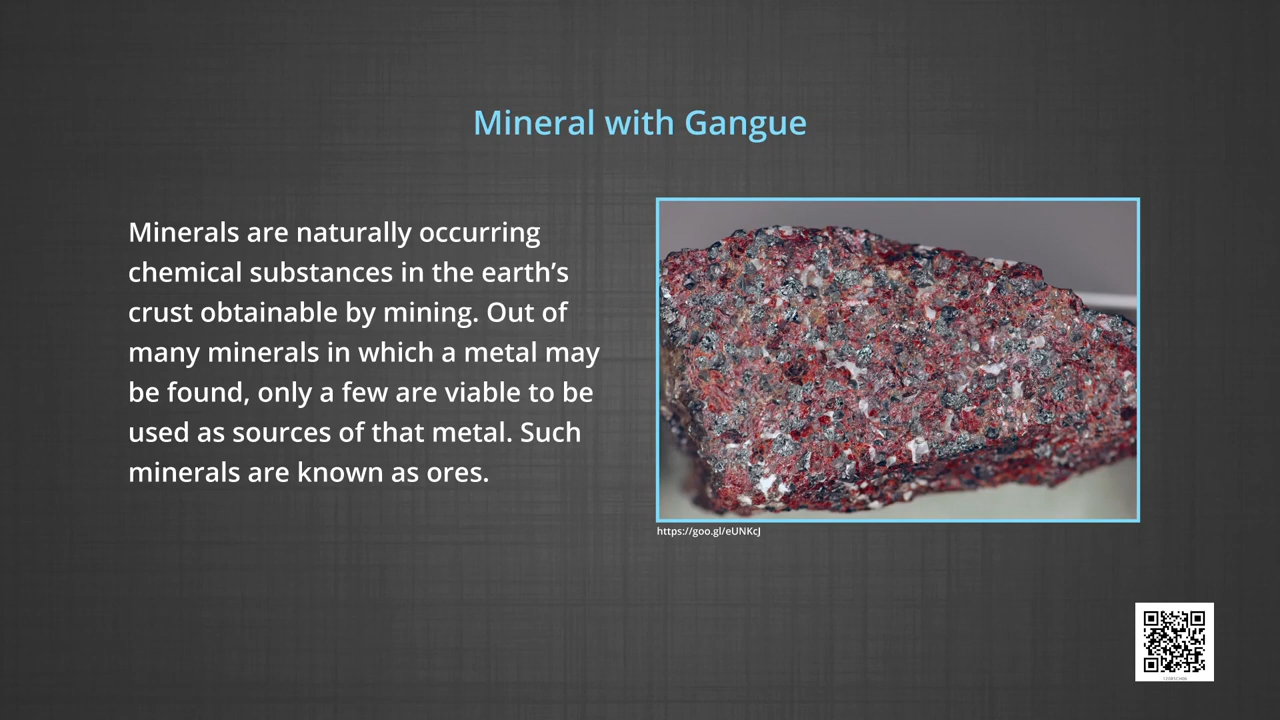 Mineral with Gangue
Minerals are naturally occurring
chemical substances in the earth’s
crust obtainable by mining. Out of
many minerals in which a metal may
be found, only a few are viable to be
used as sources of that metal. Such
minerals are known as ores.
https://goo.gl/eUNKcJ